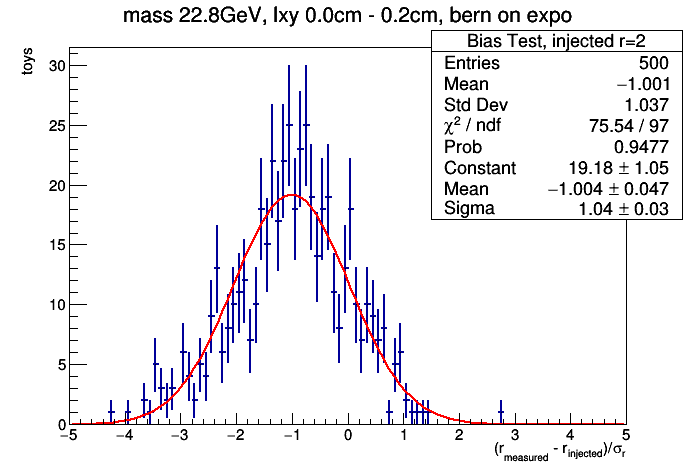 mass 22.8GeV, lxy 0.0cm - 0.2cm, bern on expo
Bias Test, injected r=2
Entries 500
Mean −1.001
Std Dev 1.037
χ² / ndf 75.54 / 97
Prob 0.9477
Constant 19.18 ± 1.05
Mean −1.004 ± 0.047
Sigma 1.04 ± 0.03
toys
30
25
20
15
10
5
0
−5 −4 −3 −2 −1 0 1 2 3 4 5
(r_measured - r_injected)/σ_r